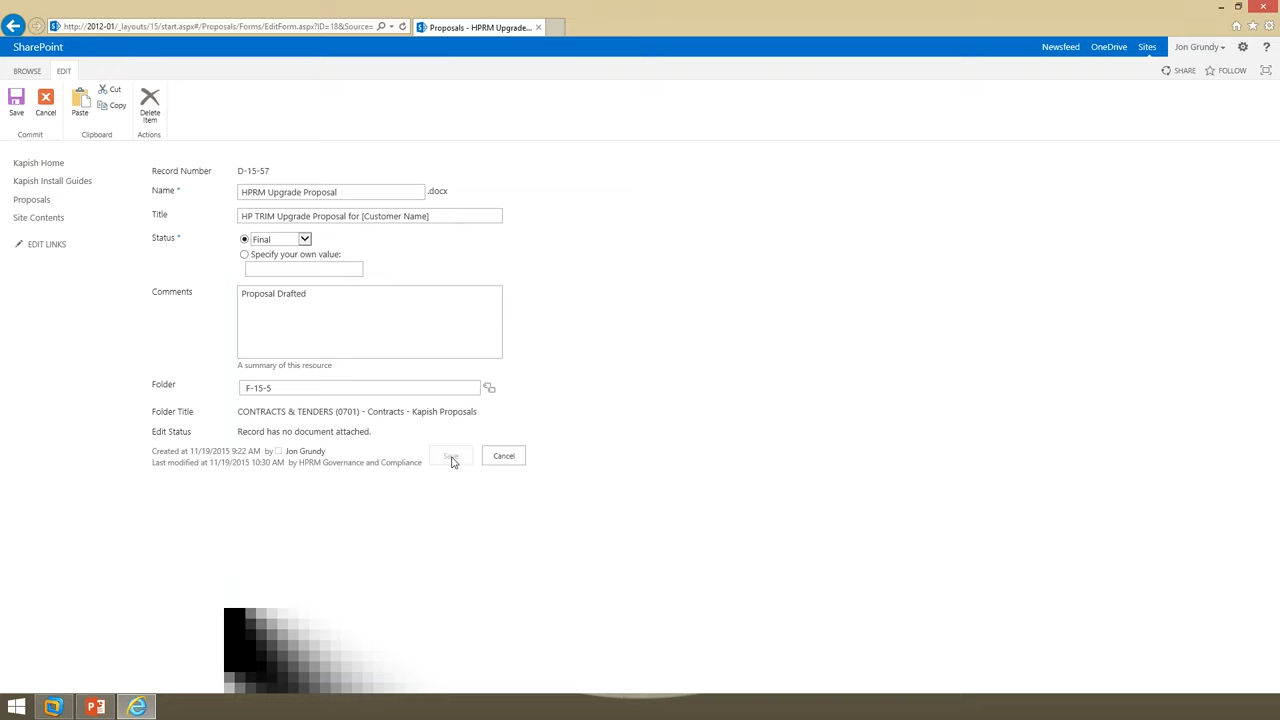 http://2012-01/_layouts/15/start.aspx#/Proposals/Forms/EditForm.aspx?ID=18&Source=
Proposals - HPRM Upgrade...
SharePoint
Newsfeed OneDrive Sites Jon Grundy ?
BROWSE EDIT SHARE FOLLOW
Save Cancel Paste Cut Copy Delete Item
Commit Clipboard Actions
Kapish Home
Kapish Install Guides
Proposals
Site Contents
EDIT LINKS
Record Number D-15-57
Name * HPRM Upgrade Proposal .docx
Title HP TRIM Upgrade Proposal for [Customer Name]
Status * Final
Specify your own value:
Comments Proposal Drafted
A summary of this resource
Folder F-15-5
Folder Title CONTRACTS & TENDERS (0701) - Contracts - Kapish Proposals
Edit Status Record has no document attached.
Created at 11/19/2015 9:22 AM by Jon Grundy
Last modified at 11/19/2015 10:30 AM by HPRM Governance and Compliance
Save Cancel